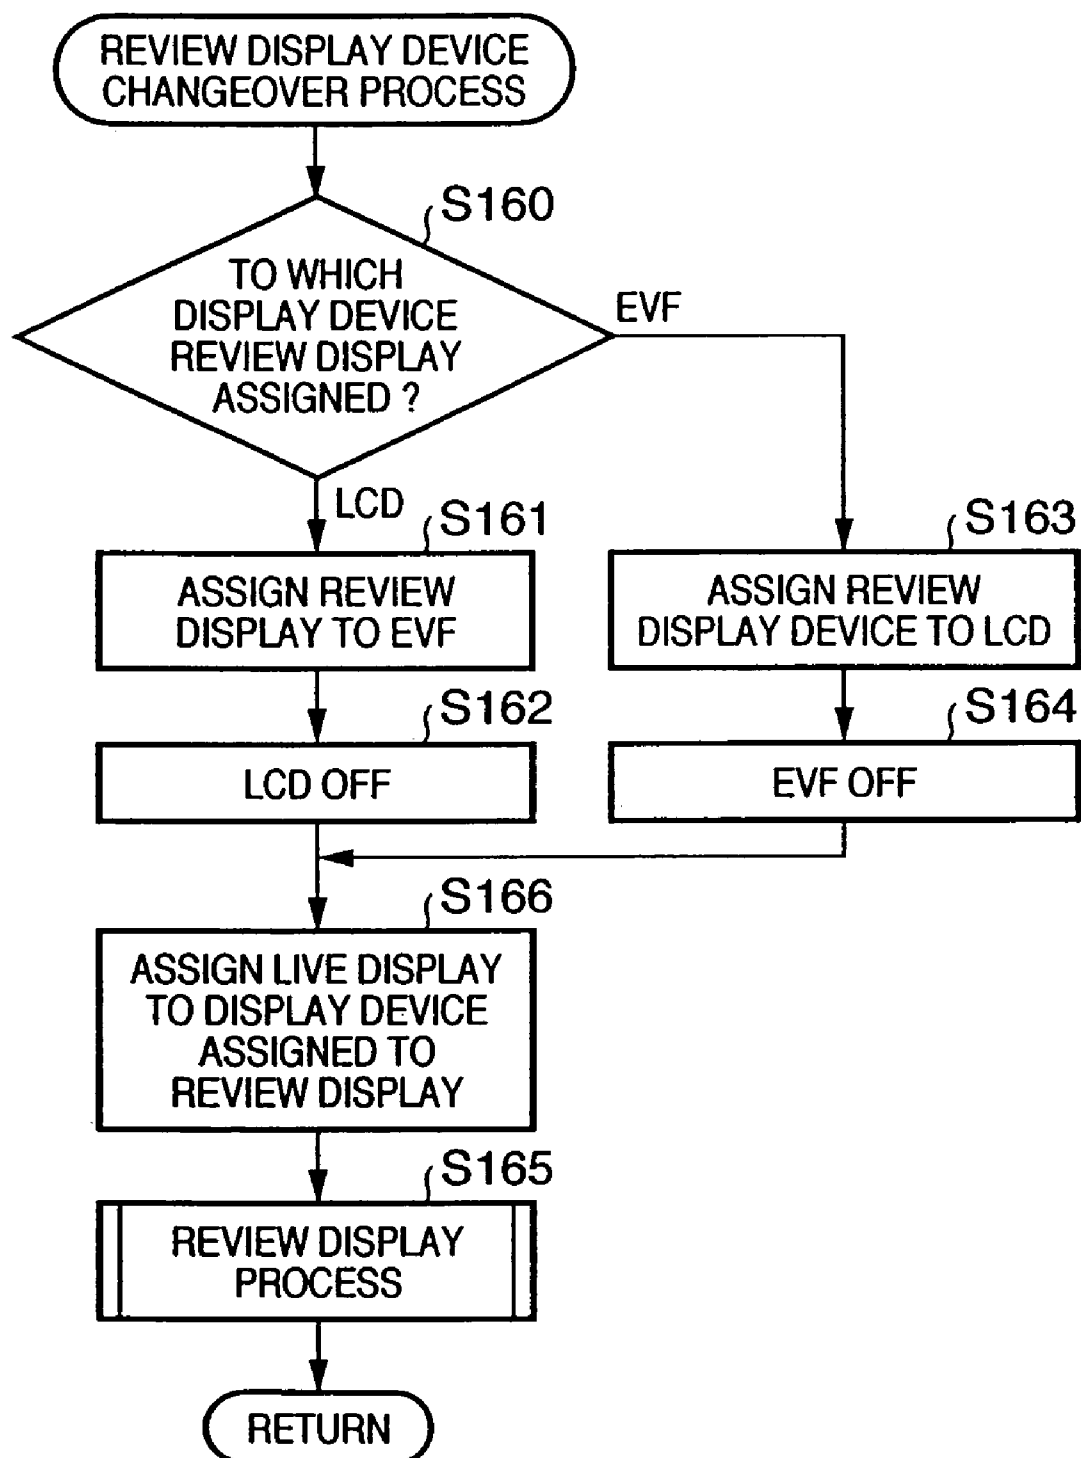 REVIEW DISPLAY DEVICE
CHANGEOVER PROCESS
S160
TO WHICH
DISPLAY DEVICE
REVIEW DISPLAY
ASSIGNED ?
EVF
LCD
S161
ASSIGN REVIEW
DISPLAY TO EVF
S163
ASSIGN REVIEW
DISPLAY DEVICE TO LCD
S162
LCD OFF
S164
EVF OFF
S166
ASSIGN LIVE DISPLAY
TO DISPLAY DEVICE
ASSIGNED TO
REVIEW DISPLAY
S165
REVIEW DISPLAY
PROCESS
RETURN